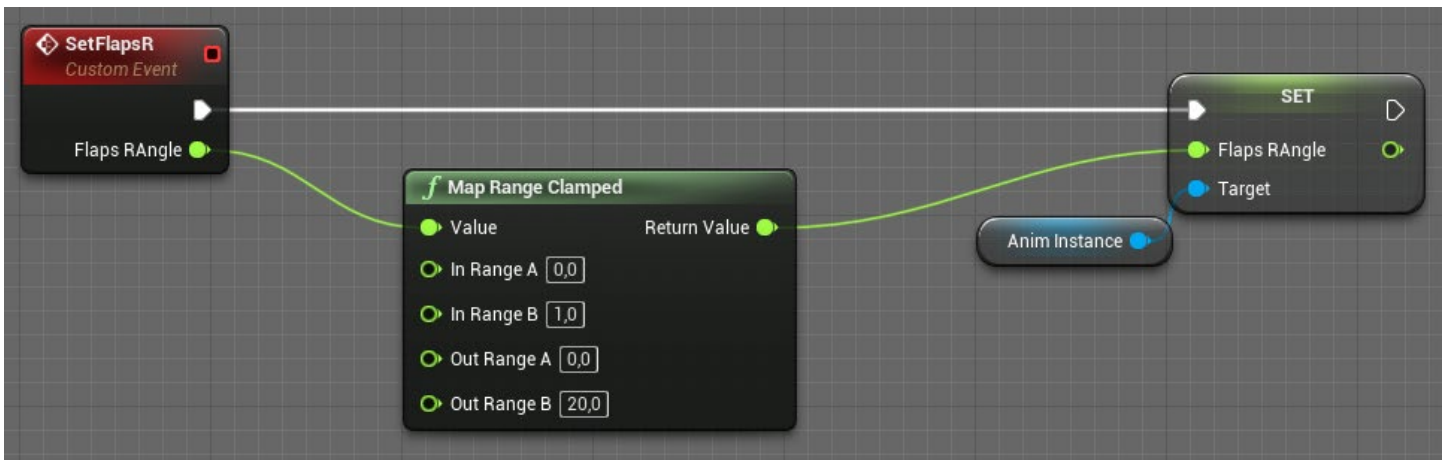 SetFlapsR
Custom Event
Flaps RAngle
f Map Range Clamped
Value Return Value
In Range A 0,0
In Range B 1,0
Out Range A 0,0
Out Range B 20,0
Anim Instance
SET
Flaps RAngle
Target